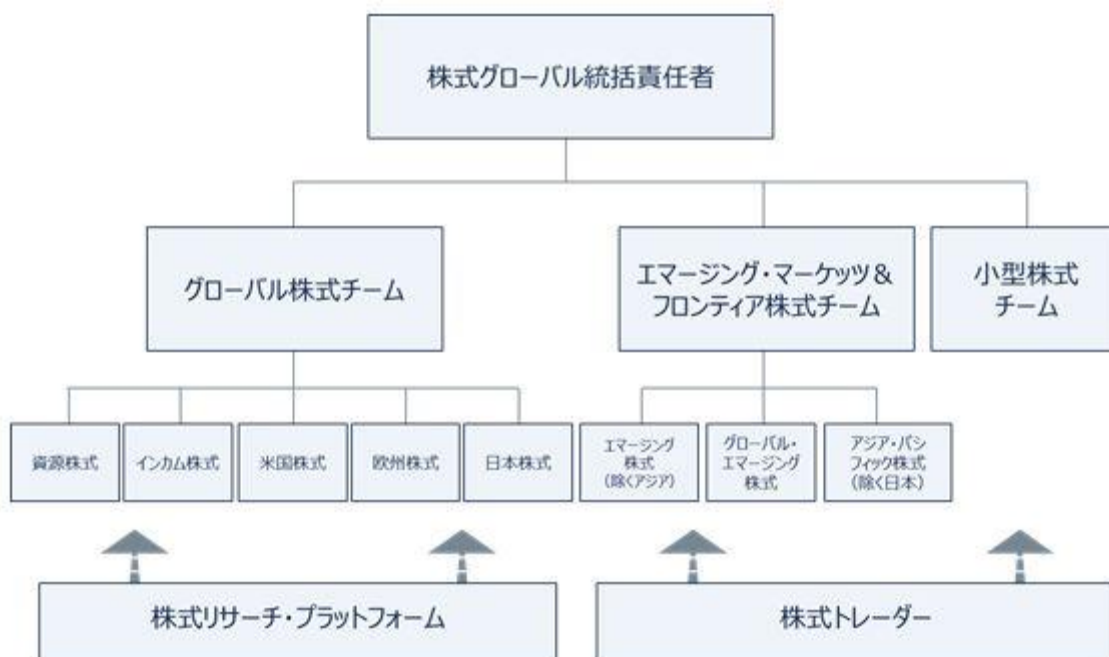 株式グローバル統括責任者
グローバル株式チーム
エマージング・マーケッツ&
フロンティア株式チーム
小型株式
チーム
資源株式
インカム株式
米国株式
欧州株式
日本株式
エマージング
株式
(除くアジア)
グローバル・
エマージング
株式
アジア・パシ
フィック株式
(除く日本)
株式リサーチ・プラットフォーム
株式トレーダー